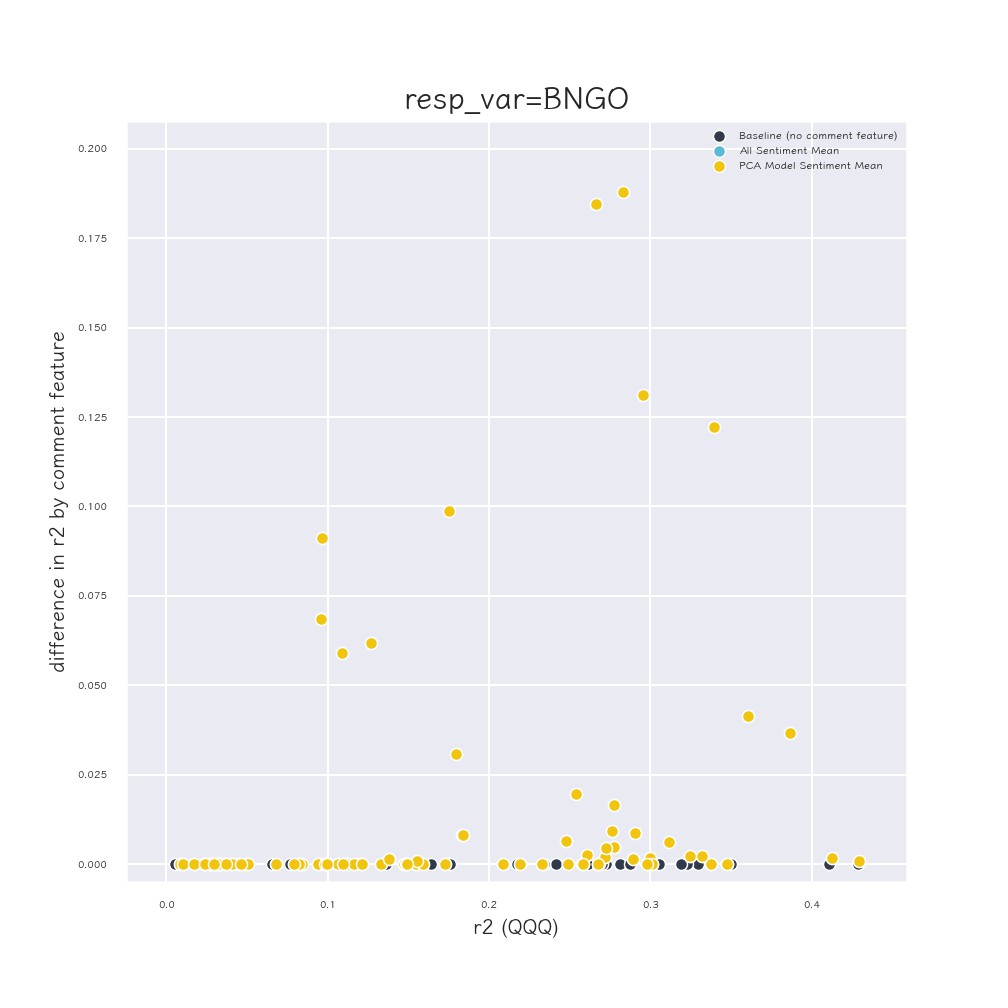 resp_var=BNGO
Baseline (no comment feature)
All Sentiment Mean
PCA Model Sentiment Mean
difference in r2 by comment feature
0.200
0.175
0.150
0.125
0.100
0.075
0.050
0.025
0.000
0.0 0.1 0.2 0.3 0.4
r2 (QQQ)